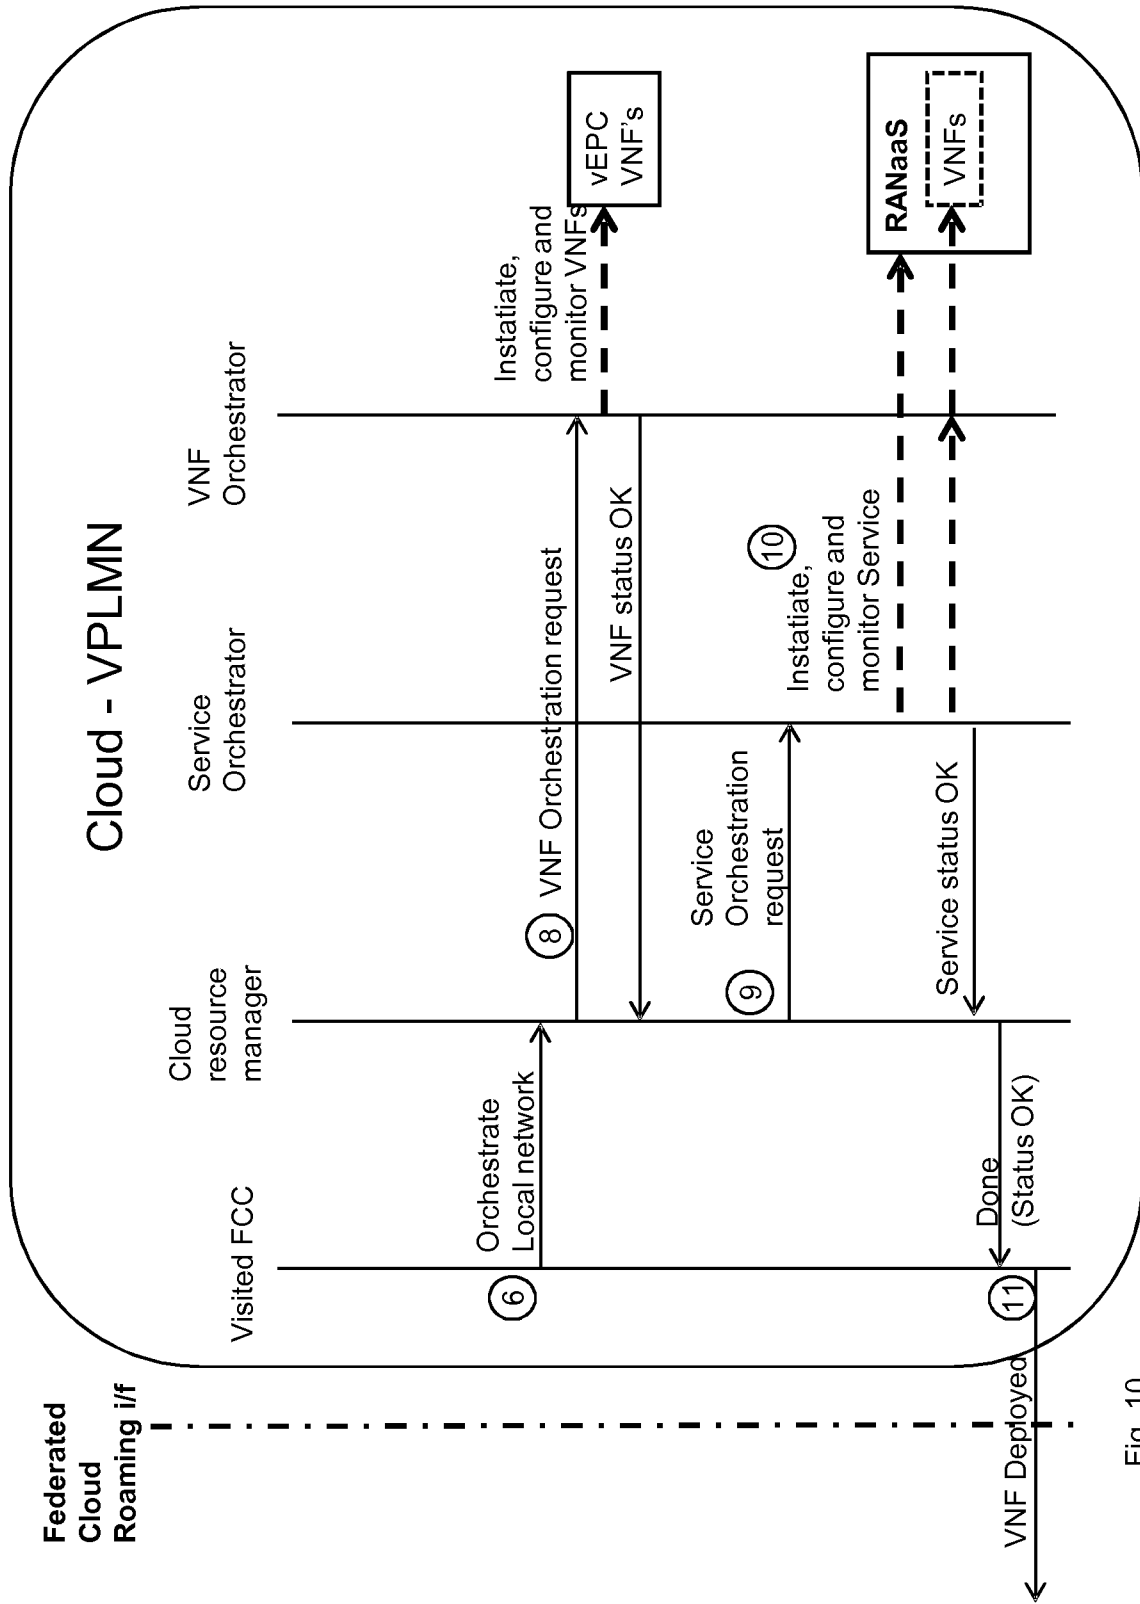 Cloud - VPLMN
Federated
Cloud
Roaming i/f
Visited FCC
Cloud
resource
manager
Service
Orchestrator
VNF
Orchestrator
6
Orchestrate
Local network
8
VNF Orchestration request
Instatiate,
configure and
monitor VNFs
vEPC
VNF's
VNF status OK
9
Service
Orchestration
request
10
Instatiate,
configure and
monitor Service
RANaaS
VNFs
Service status OK
Done
(Status OK)
11
VNF Deployed
Fig. 10